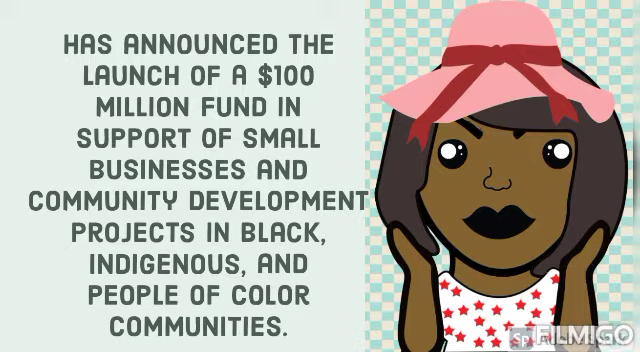 HAS ANNOUNCED THE
LAUNCH OF A $100
MILLION FUND IN
SUPPORT OF SMALL
BUSINESSES AND
COMMUNITY DEVELOPMENT
PROJECTS IN BLACK,
INDIGENOUS, AND
PEOPLE OF COLOR
COMMUNITIES.
Sp FILMIGO